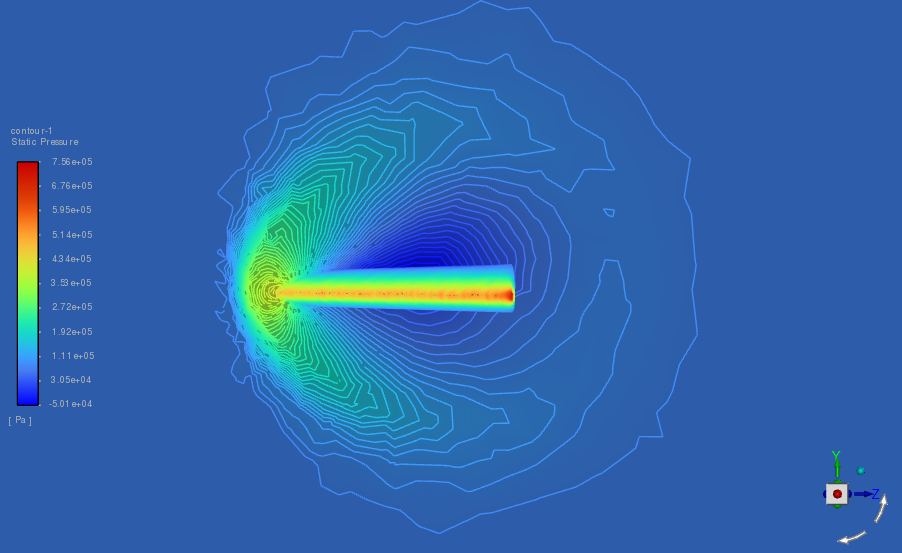 contour-1
Static Pressure
7.56e+05
6.76e+05
5.95e+05
5.14e+05
4.34e+05
3.53e+05
2.72e+05
1.92e+05
1.11e+05
3.05e+04
-5.01e+04
[ Pa ]
Y
Z